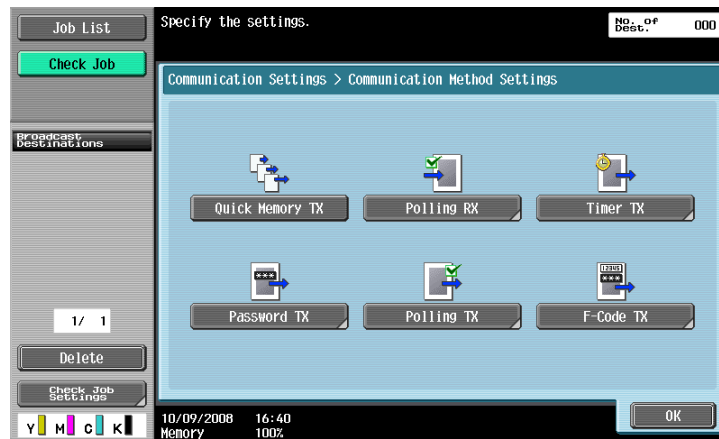 Job List
Check Job
Broadcast
Destinations
1/ 1
Delete
Check Job
Settings
Y M C K
Specify the settings.
No. of
Dest. 000
Communication Settings > Communication Method Settings
Quick Memory TX
Polling RX
Timer TX
***
12345
***
Password TX
Polling TX
F-Code TX
10/09/2008 16:40
Memory 100%
OK